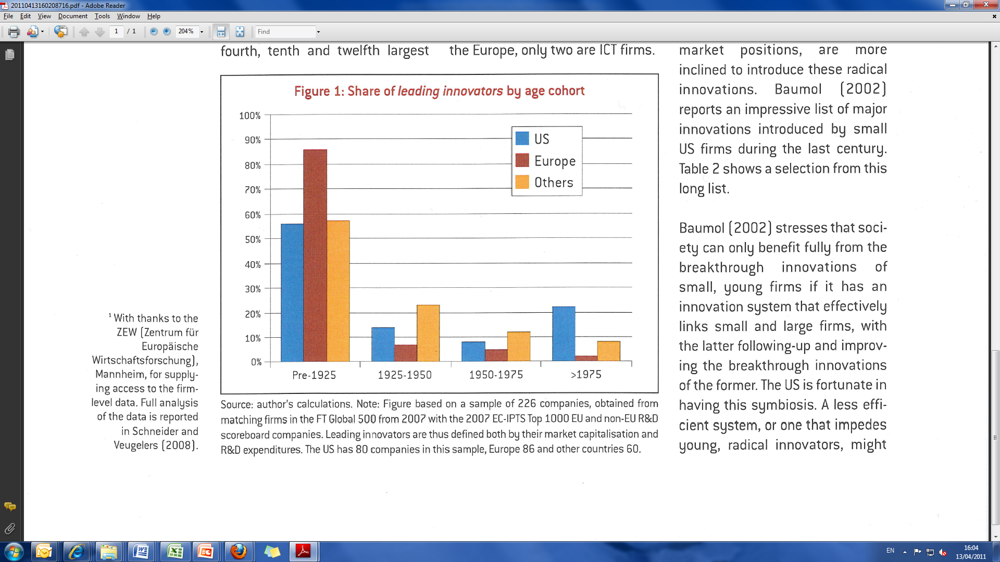 20110413160208716.pdf - Adobe Reader
File Edit View Document Tools Window Help
1 / 1 204% Find
fourth, tenth and twelfth largest
the Europe, only two are ICT firms.
Figure 1: Share of leading innovators by age cohort
100%
90%
80%
70%
60%
50%
40%
30%
20%
10%
0%
US
Europe
Others
Pre-1925 1925-1950 1950-1975 >1975
Source: author's calculations. Note: Figure based on a sample of 226 companies, obtained from
matching firms in the FT Global 500 from 2007 with the 2007 EC-IPTS Top 1000 EU and non-EU R&D
scoreboard companies. Leading innovators are thus defined both by their market capitalisation and
R&D expenditures. The US has 80 companies in this sample, Europe 86 and other countries 60.
1 With thanks to the
ZEW (Zentrum für
Europäische
Wirtschaftsforschung),
Mannheim, for supply-
ing access to the firm-
level data. Full analysis
of the data is reported
in Schneider and
Veugelers (2008).
market positions, are more
inclined to introduce these radical
innovations. Baumol (2002)
reports an impressive list of major
innovations introduced by small
US firms during the last century.
Table 2 shows a selection from this
long list.
Baumol (2002) stresses that soci-
ety can only benefit fully from the
breakthrough innovations of
small, young firms if it has an
innovation system that effectively
links small and large firms, with
the latter following-up and improv-
ing the breakthrough innovations
of the former. The US is fortunate in
having this symbiosis. A less effi-
cient system, or one that impedes
young, radical innovators, might
EN
16:04
13/04/2011